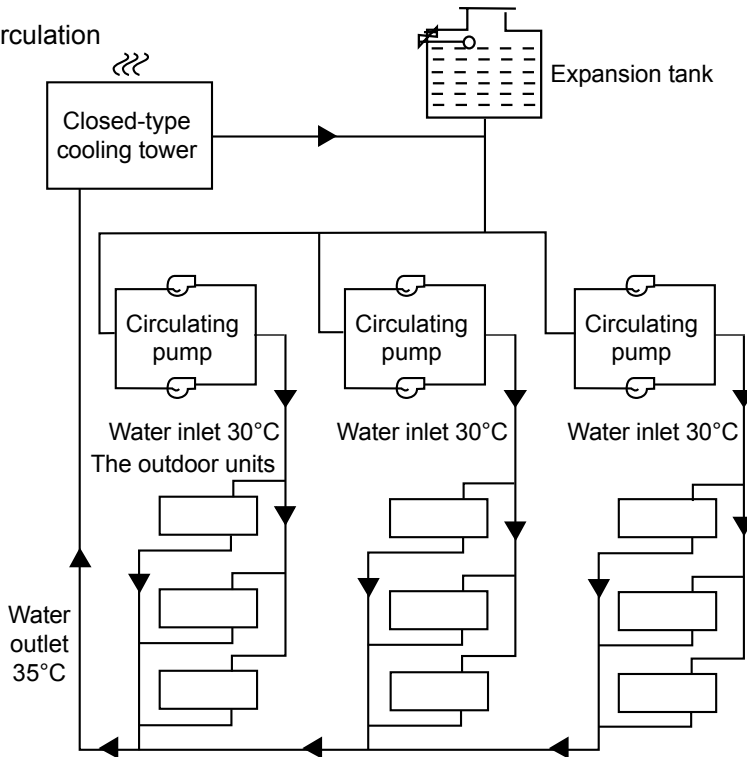 Expansion tank
Closed-type
cooling tower
Circulating
pump
Circulating
pump
Circulating
pump
Water inlet 30°C
Water inlet 30°C
Water inlet 30°C
The outdoor units
Water
outlet
35°C